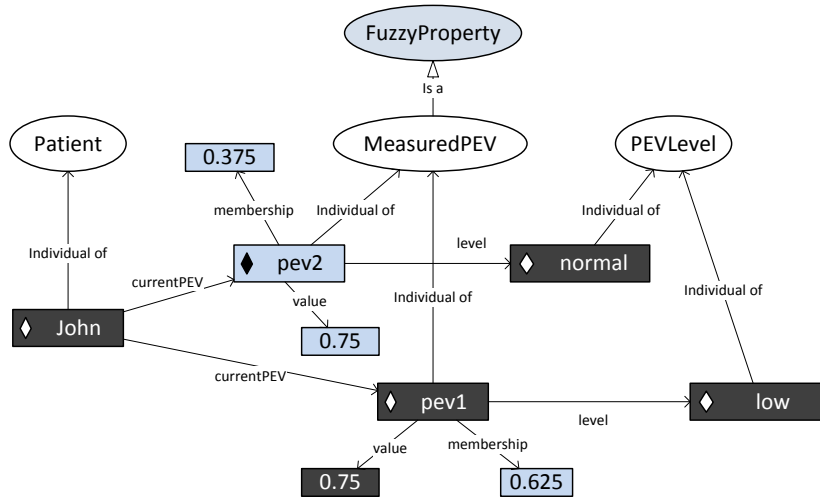 FuzzyProperty
Is a
Patient
MeasuredPEV
PEVLevel
0.375
membership
Individual of
Individual of
Individual of
level
pev2
normal
currentPEV
value
Individual of
Individual of
John
0.75
currentPEV
pev1
low
level
value
membership
0.75
0.625